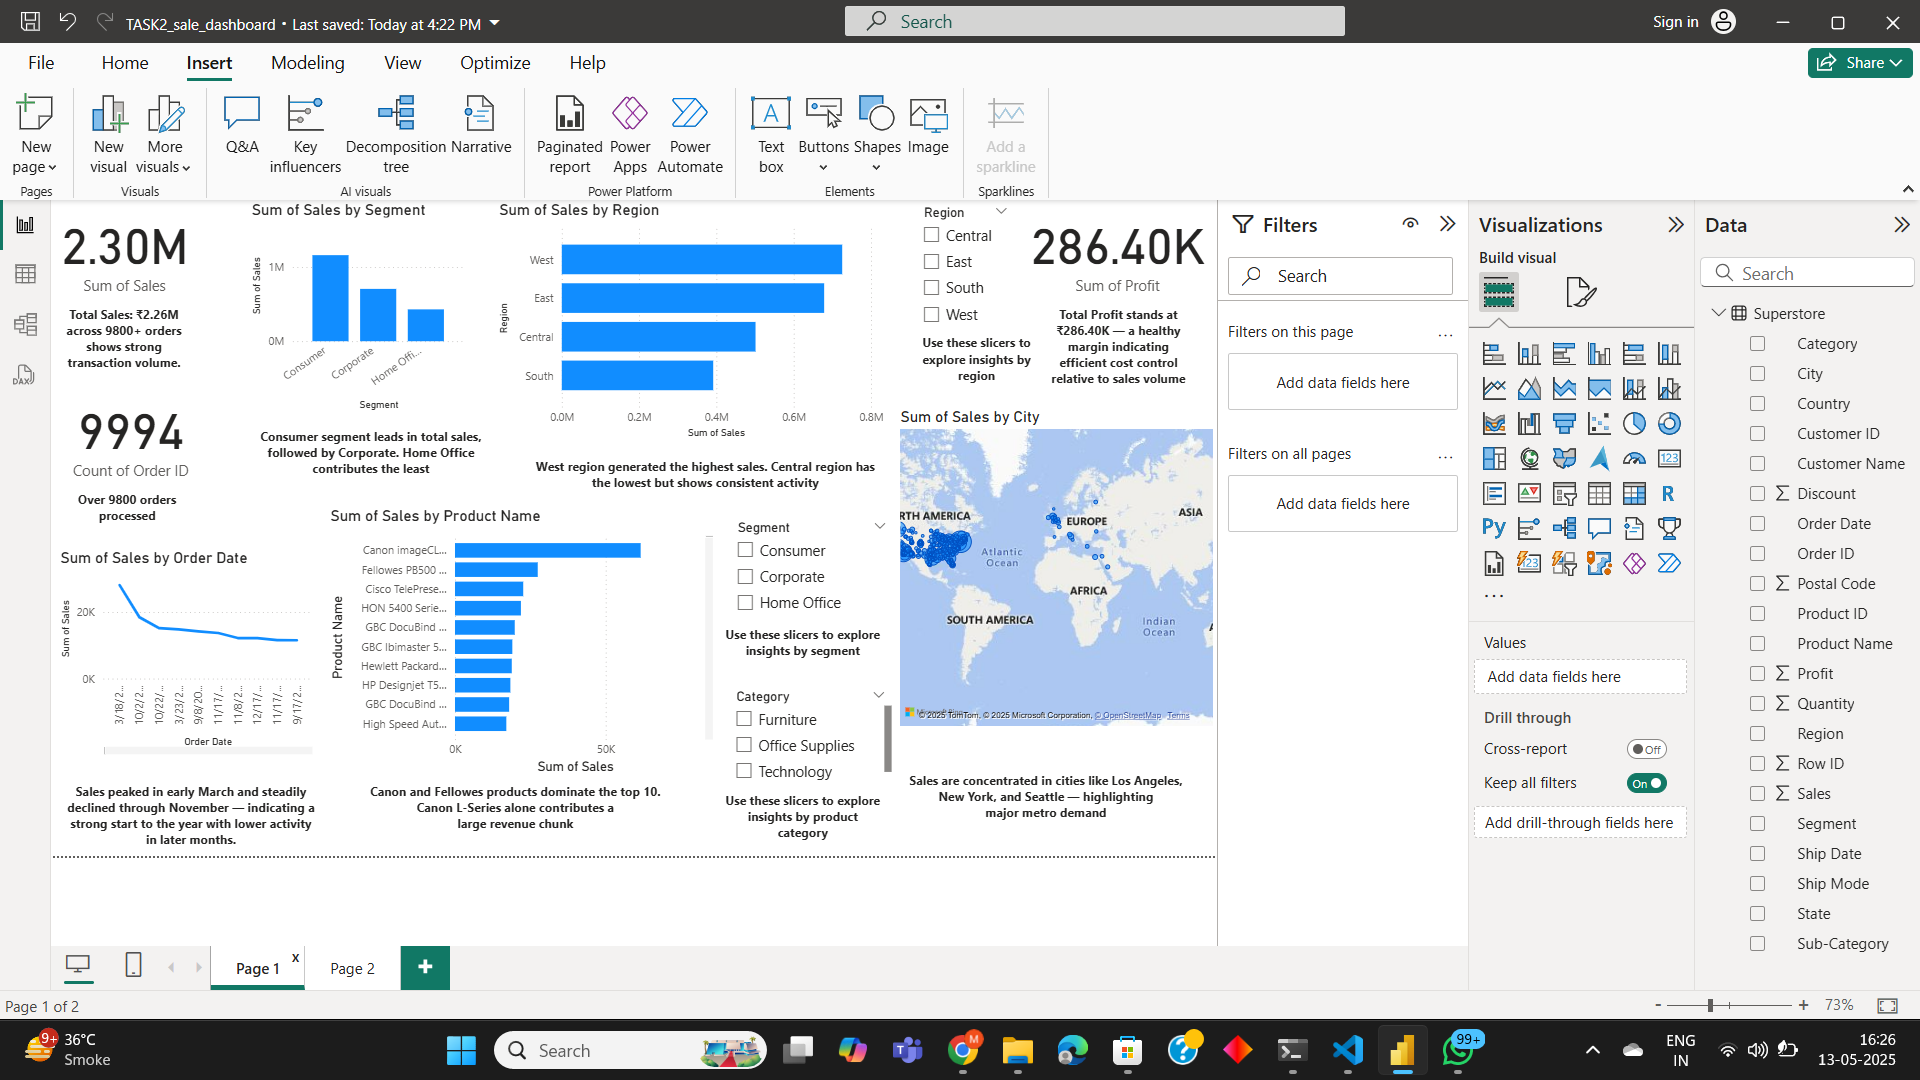 TASK2_sale_dashboard • Last saved: Today at 4:22 PM
Search
Sign in
File
Home
Insert
Modeling
View
Optimize
Help
Share
New page
New visual
More visuals
Q&A
Key influencers
Decomposition tree
Narrative
Paginated report
Power Apps
Power Automate
Text box
Buttons
Shapes
Image
Add a sparkline
Pages
Visuals
AI visuals
Power Platform
Elements
Sparklines
2.30M
Sum of Sales
Total Sales: ₹2.26M
across 9800+ orders
shows strong
transaction volume.
9994
Count of Order ID
Over 9800 orders
processed
Sum of Sales by Segment
Sum of Sales
1M
0M
Consumer
Corporate
Home Offi...
Segment
Consumer segment leads in total sales,
followed by Corporate. Home Office
contributes the least
Sum of Sales by Region
Region
West
East
Central
South
0.0M
0.2M
0.4M
0.6M
0.8M
Sum of Sales
West region generated the highest sales. Central region has
the lowest but shows consistent activity
Region
Central
East
South
West
Use these slicers to
explore insights by
region
286.40K
Sum of Profit
Total Profit stands at
₹286.40K — a healthy
margin indicating
efficient cost control
relative to sales volume
Sum of Sales by City
RTH AMERICA
EUROPE
ASIA
Atlantic
Ocean
AFRICA
SOUTH AMERICA
Indian
Ocean
© 2025 TomTom, © 2025 Microsoft Corporation, © OpenStreetMap Terms
Sales are concentrated in cities like Los Angeles,
New York, and Seattle — highlighting
major metro demand
Sum of Sales by Order Date
Sum of Sales
20K
0K
3/18/2...
10/2/2...
10/22/...
3/23/2...
9/8/20...
11/17/...
11/8/2...
12/17/...
11/17/...
9/17/2...
Order Date
Sales peaked in early March and steadily
declined through November — indicating a
strong start to the year with lower activity
in later months.
Sum of Sales by Product Name
Product Name
Canon imageCL...
Fellowes PB500 ...
Cisco TelePrese...
HON 5400 Serie...
GBC DocuBind ...
GBC Ibimaster 5...
Hewlett Packard...
HP Designjet T5...
GBC DocuBind ...
High Speed Aut...
0K
50K
Sum of Sales
Canon and Fellowes products dominate the top 10.
Canon L-Series alone contributes a
large revenue chunk
Segment
Consumer
Corporate
Home Office
Use these slicers to explore
insights by segment
Category
Furniture
Office Supplies
Technology
Use these slicers to explore
insights by product
category
Filters
Search
Filters on this page
...
Add data fields here
Filters on all pages
...
Add data fields here
Visualizations
Build visual
123
R
Py
123
...
Values
Add data fields here
Drill through
Cross-report
Off
Keep all filters
On
Add drill-through fields here
Data
Search
Superstore
Category
City
Country
Customer ID
Customer Name
Discount
Order Date
Order ID
Postal Code
Product ID
Product Name
Profit
Quantity
Region
Row ID
Sales
Segment
Ship Date
Ship Mode
State
Sub-Category
Page 1
x
Page 2
+
Page 1 of 2
-
+
73%
9+
36°C
Smoke
Search
M
99+
ENG
IN
16:26
13-05-2025